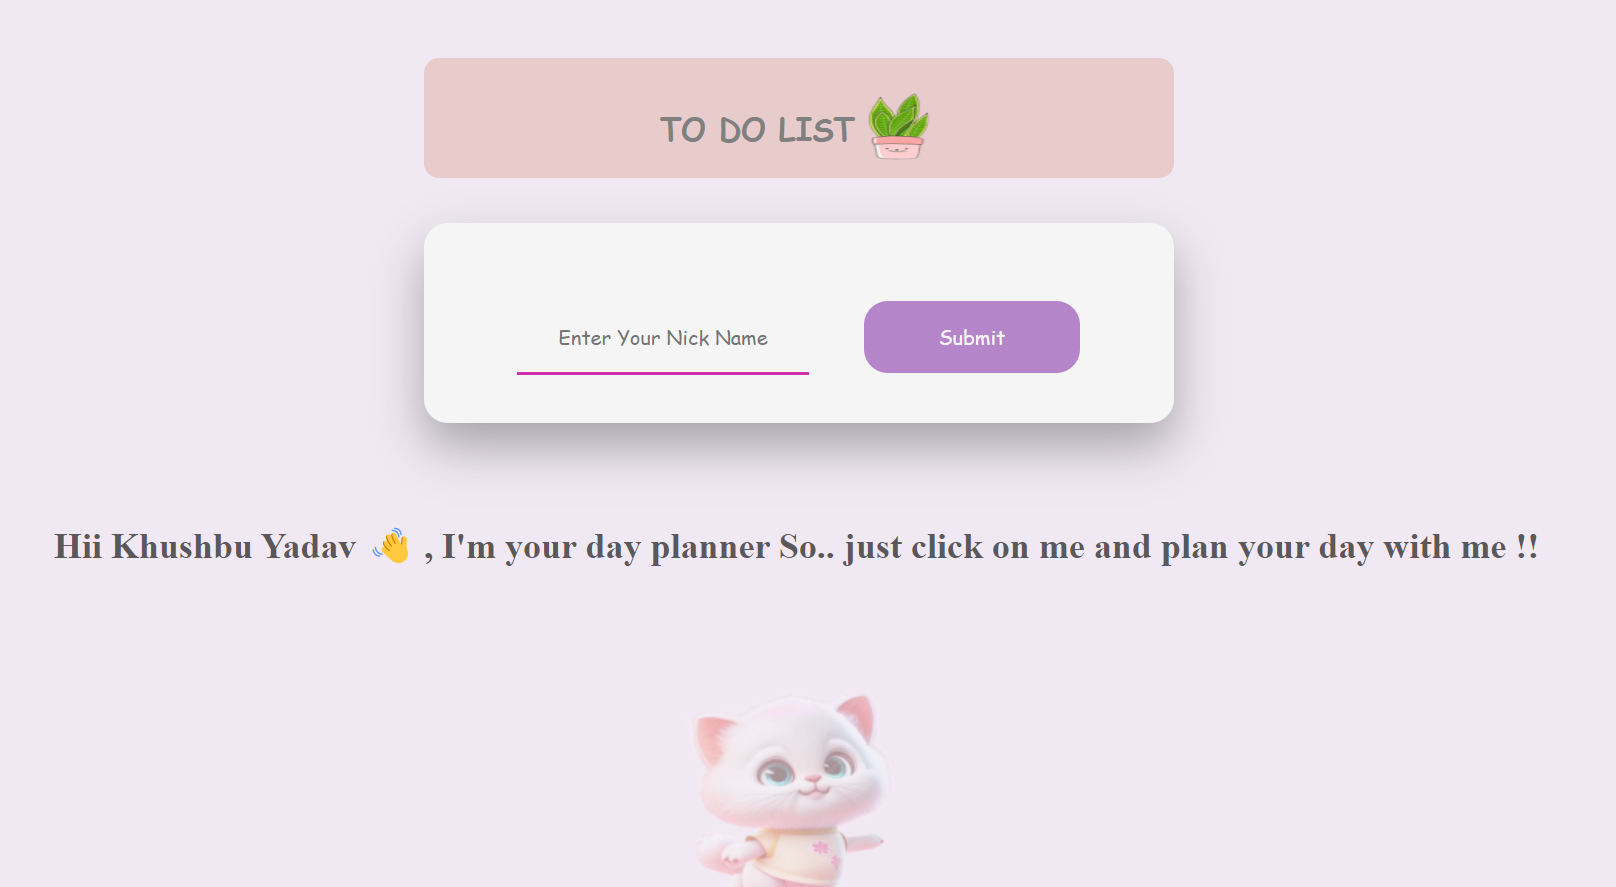 TO DO LIST
Enter Your Nick Name
Submit
Hii Khushbu Yadav 👋 , I'm your day planner So.. just click on me and plan your day with me !!